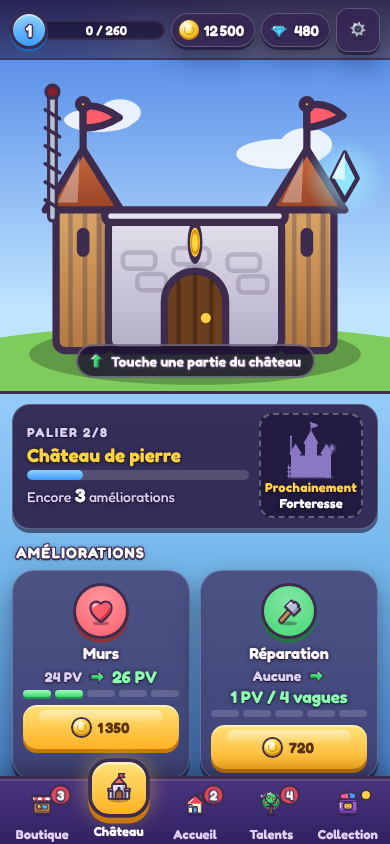 1
0 / 260
12 500
480
Touche une partie du château
PALIER 2/8
Château de pierre
Encore 3 améliorations
Prochainement
Forteresse
AMÉLIORATIONS
Murs
24 PV → 26 PV
1 350
Réparation
Aucune →
1 PV / 4 vagues
720
3
2
4
Boutique
Château
Accueil
Talents
Collection